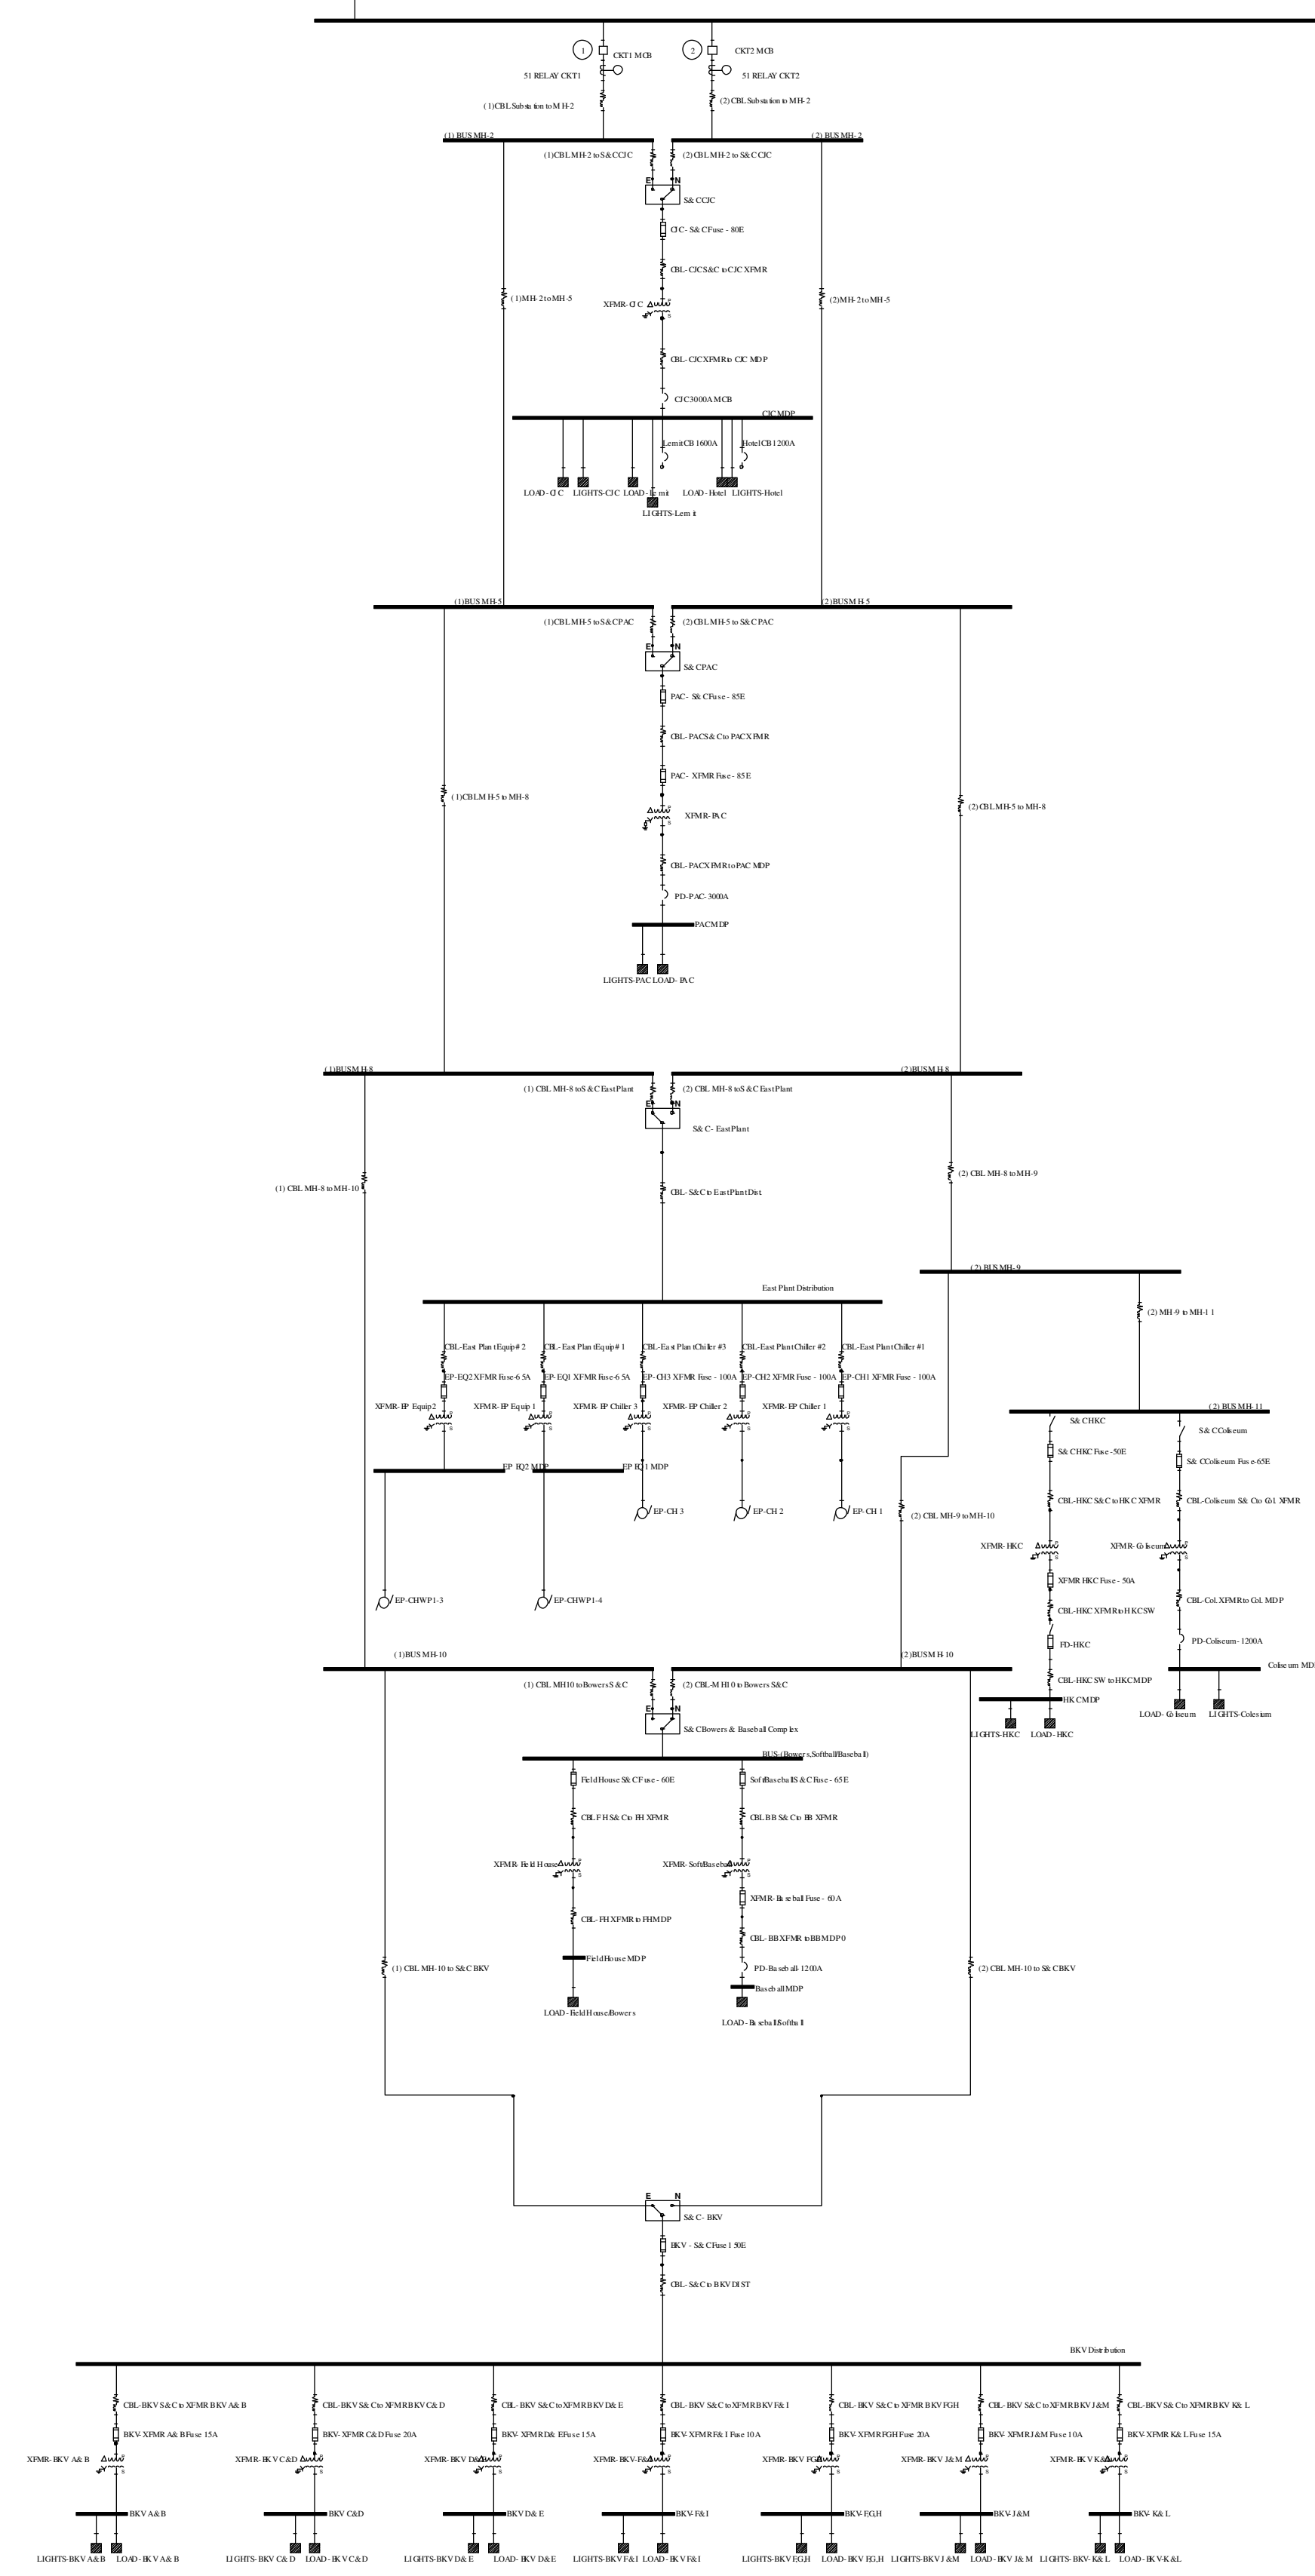 1
CKT1 MCB
2
CKT2 MCB
51 RELAY CKT1
51 RELAY CKT2
(1)CBL Substation to MH-2
(2)CBL Substation to MH-2
(1) BUS MH-2
(2) BUS MH-2
(1)CBL MH-2 to S&C CJC
(2)CBL MH-2 to S&C CJC
E N
S&C CJC
CJC - S&C Fuse - 80E
CBL-CJC S&C to CJC XFMR
(1)MH-2 to MH-5
XFMR-CJC
P
S
(2)MH-2 to MH-5
CBL-CJC XFMR to CJC MDP
CJC 3000A MCB
CJC MDP
Lemit CB 1600A
Hotel CB 1200A
LOAD-CJC
LIGHTS-CJC
LOAD-Lemit
LOAD-Hotel
LIGHTS-Hotel
LIGHTS-Lemit
(1)BUS MH-5
(2)BUS MH-5
(1)CBL MH-5 to S&C PAC
(2)CBL MH-5 to S&C PAC
E N
S&C PAC
PAC - S&C Fuse - 85E
CBL-PAC S&C to PAC XFMR
PAC - XFMR Fuse - 85E
(1)CBL MH-5 to MH-8
(2)CBL MH-5 to MH-8
XFMR-PAC
P
S
CBL-PAC XFMR to PAC MDP
PD-PAC-3000A
PAC MDP
LIGHTS-PAC
LOAD-PAC
(1)BUS MH-8
(2)BUS MH-8
(1) CBL MH-8 to S&C East Plant
(2) CBL MH-8 to S&C East Plant
E N
S&C - East Plant
(1) CBL MH-8 to MH-10
(2) CBL MH-8 to MH-9
CBL-S&C to East Plant Dist.
(2) BUS MH-9
East Plant Distribution
(2) MH-9 to MH-11
CBL-East Plant Equip # 2
CBL-East Plant Equip # 1
CBL-East Plant Chiller #3
CBL-East Plant Chiller #2
CBL-East Plant Chiller #1
EP-EQ2 XFMR Fuse-65A
EP-EQ1 XFMR Fuse-65A
EP-CH3 XFMR Fuse - 100A
EP-CH2 XFMR Fuse - 100A
EP-CH1 XFMR Fuse - 100A
XFMR-EP Equip 2
P
S
XFMR-EP Equip 1
P
S
XFMR-EP Chiller 3
P
S
XFMR-EP Chiller 2
P
S
XFMR-EP Chiller 1
P
S
(2) BUS MH-11
S&C HKC
S&C Coliseum
S&C HKC Fuse-50E
S&C Coliseum Fuse-65E
EP EQ2 MDP
EP EQ1 MDP
CBL-HKC S&C to HKC XFMR
CBL-Coliseum S&C to Col. XFMR
EP-CH 3
EP-CH 2
EP-CH 1
(2) CBL MH-9 to MH-10
XFMR-HKC
P
S
XFMR-Coliseum
P
S
XFMR HKC Fuse - 50A
EP-CHWP1-3
EP-CHWP1-4
CBL-HKC XFMR to HKC SW
CBL-Col. XFMR to Col. MDP
FD-HKC
PD-Coliseum-1200A
(1)BUS MH-10
(2)BUS MH-10
Coliseum MD
(1) CBL MH10 to Bowers S&C
(2) CBL-MH10 to Bowers S&C
CBL-HKC SW to HKC MDP
E N
HKC MDP
LOAD-Coliseum
LIGHTS-Colesium
S&C Bowers & Baseball Complex
LIGHTS-HKC
LOAD-HKC
BUS-(Bowers,Softball/Baseball)
Field House S&C Fuse - 60E
Soft/Baseball S&C Fuse - 65E
CBL FH S&C to FH XFMR
CBL BB S&C to BB XFMR
XFMR-Field House
P
S
XFMR-Soft/Baseball
P
S
XFMR-Baseball Fuse - 60A
CBL-FH XFMR to FH MDP
CBL-BB XFMR to BB MDP0
Field House MDP
PD-Baseball-1200A
(1) CBL MH-10 to S&C BKV
(2) CBL MH-10 to S&C BKV
Baseball MDP
LOAD-Field House/Bowers
LOAD-Baseball/Softball
E N
S&C - BKV
BKV - S&C Fuse 150E
CBL-S&C to BKV DIST
BKV Distribution
CBL-BKV S&C to XFMR BKV A&B
CBL-BKV S&C to XFMR BKV C&D
CBL-BKV S&C to XFMR BKV D&E
CBL-BKV S&C to XFMR BKV F&I
CBL-BKV S&C to XFMR BKV FGH
CBL-BKV S&C to XFMR BKV J&M
CBL-BKV S&C to XFMR BKV K&L
BKV-XFMR A&B Fuse 15A
BKV-XFMR C&D Fuse 20A
BKV-XFMR D&E Fuse 15A
BKV-XFMR F&I Fuse 10A
BKV-XFMR FGH Fuse 20A
BKV-XFMR J&M Fuse 10A
BKV-XFMR K&L Fuse 15A
XFMR-BKV A&B
P
S
XFMR-BKV C&D
P
S
XFMR-BKV D&E
P
S
XFMR-BKV-F&I
P
S
XFMR-BKV FGH
P
S
XFMR-BKV J&M
P
S
XFMR-BKV K&L
P
S
BKV A&B
BKV C&D
BKV D&E
BKV-F&I
BKV-F,G,H
BKV-J&M
BKV-K&L
LIGHTS-BKV A&B
LOAD-BKV A&B
LIGHTS-BKV C&D
LOAD-BKV C&D
LIGHTS-BKV D&E
LOAD-BKV D&E
LIGHTS-BKV F&I
LOAD-BKV F&I
LIGHTS-BKV F,G,H
LOAD-BKV F,G,H
LIGHTS-BKV J&M
LOAD-BKV J&M
LIGHTS-BKV-K&L
LOAD-BKV-K&L